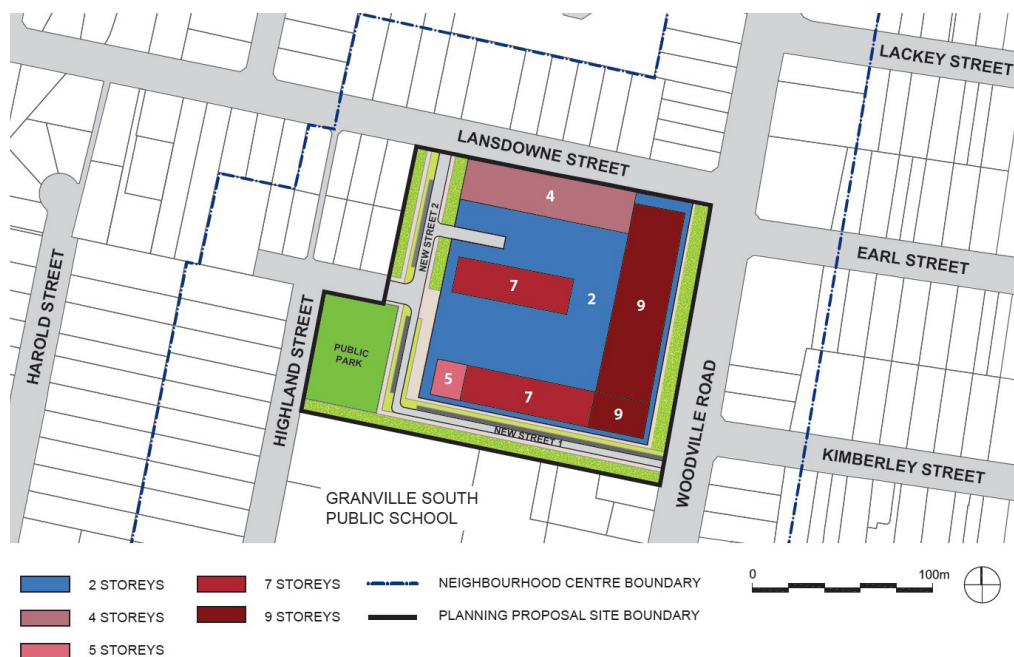 LACKEY STREET
LANSDOWNE STREET
4
NEW STREET 2
EARL STREET
7
2
9
HAROLD STREET
HIGHLAND STREET
PUBLIC
PARK
5
7
9
NEW STREET 1
WOODVILLE ROAD
KIMBERLEY STREET
GRANVILLE SOUTH
PUBLIC SCHOOL
2 STOREYS
7 STOREYS
NEIGHBOURHOOD CENTRE BOUNDARY
0
100m
4 STOREYS
9 STOREYS
PLANNING PROPOSAL SITE BOUNDARY
5 STOREYS